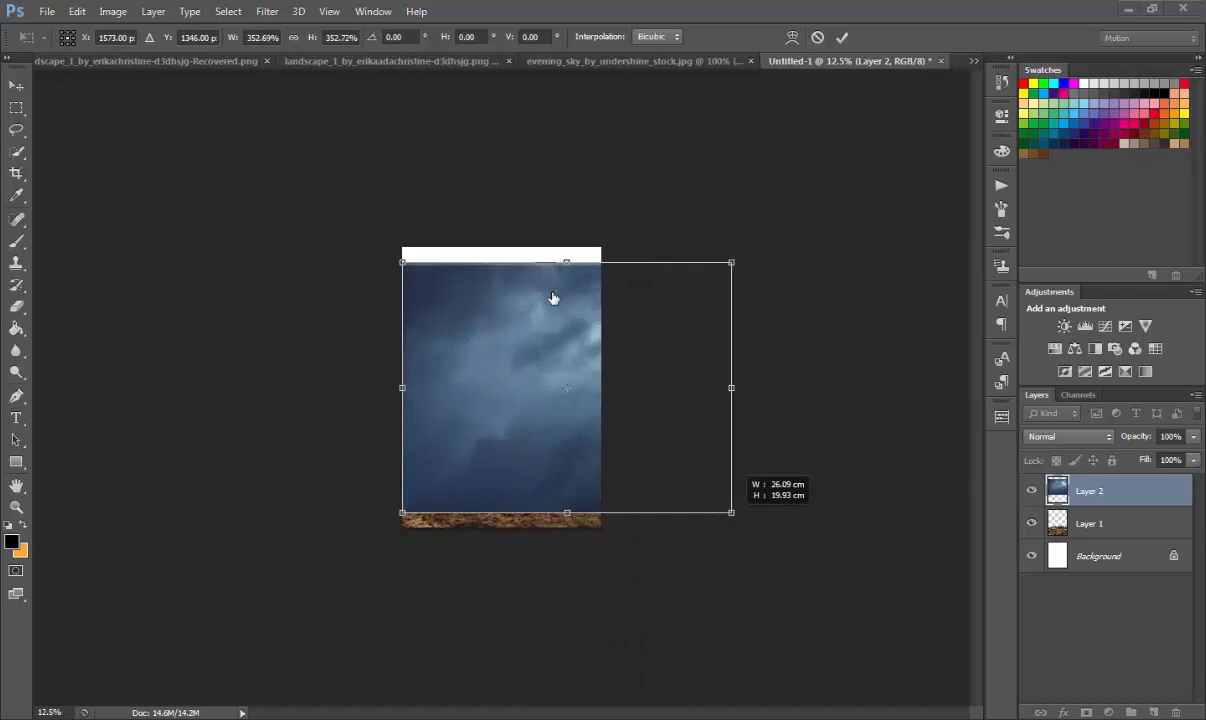 Ps File Edit Image Layer Type Select Filter 3D View Window Help
X: 1573.00 p: Y: 1346.00 p: W: 352.69% H: 352.72% 0.00 ° H: 0.00 ° V: 0.00 ° Interpolation: Bicubic Motion
dscape_1_by_erikachristine-d3dhsjg-Recovered.png × landscape_1_by_erikaadachristine-d3dhsjg.png ... × evening_sky_by_undershine_stock.jpg @ 100% (... × Untitled-1 @ 12.5% (Layer 2, RGB/8) * ×
Swatches
Adjustments
Add an adjustment
Layers Channels
Kind
Normal Opacity: 100%
Lock: Fill: 100%
W : 26.09 cm
H : 19.93 cm
Layer 2
Layer 1
Background
12.5% Doc: 14.6M/14.2M